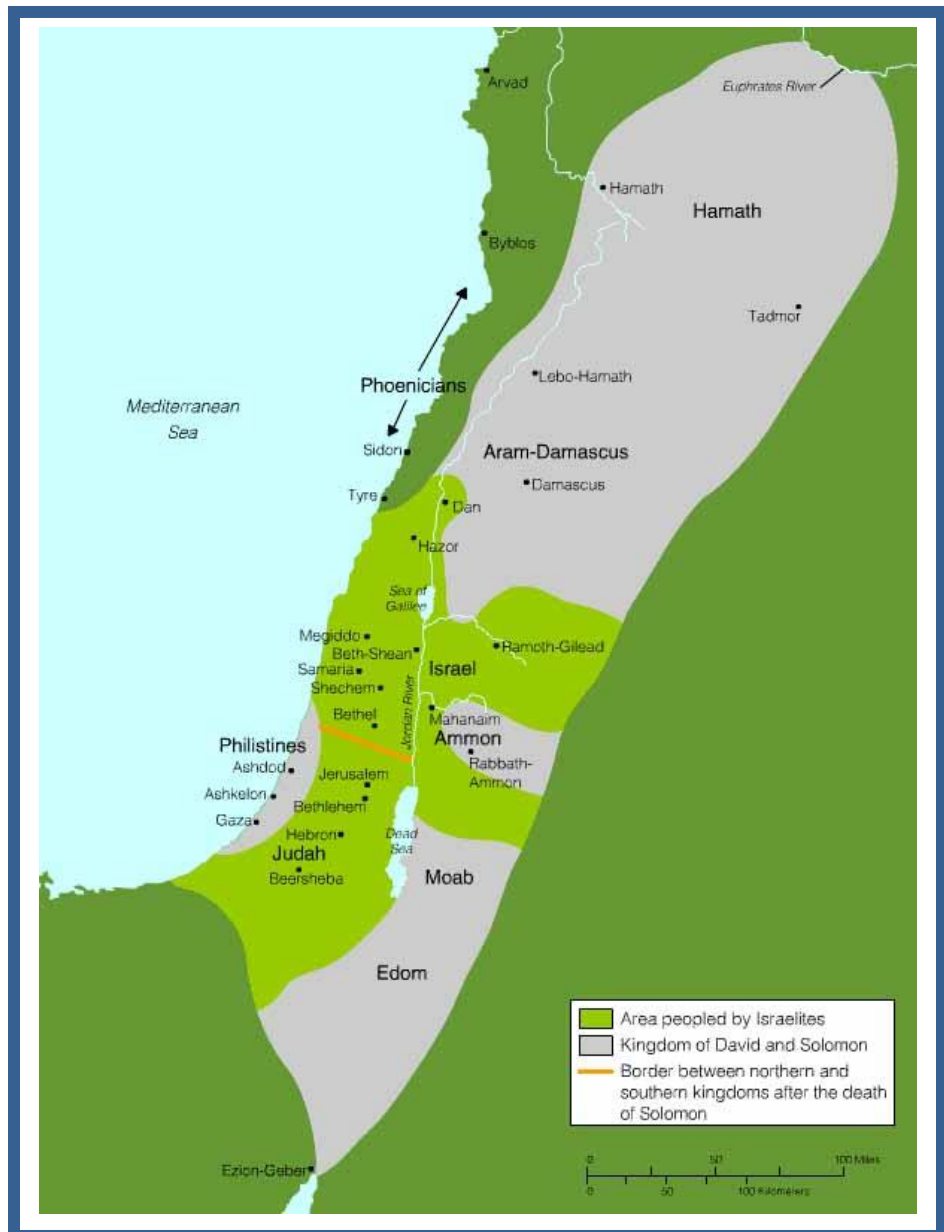 Arvad
Euphrates River
Hamath
Hamath
Byblos
Tadmor
Lebo-Hamath
Phoenicians
Mediterranean
Sea
Sidon
Aram-Damascus
Damascus
Tyre
Dan
Hazor
Sea of
Galilee
Megiddo
Beth-Shean
Ramoth-Gilead
Samaria
Israel
Shechem
Jordan River
Bethel
Mahanaim
Philistines
Ammon
Ashdod
Rabbath-
Ammon
Jerusalem
Ashkelon
Bethlehem
Gaza
Hebron
Dead
Sea
Judah
Beersheba
Moab
Edom
Area peopled by Israelites
Kingdom of David and Solomon
Border between northern and
southern kingdoms after the death
of Solomon
Ezion-Geber
0 50 100 Miles
0 50 100 Kilometers